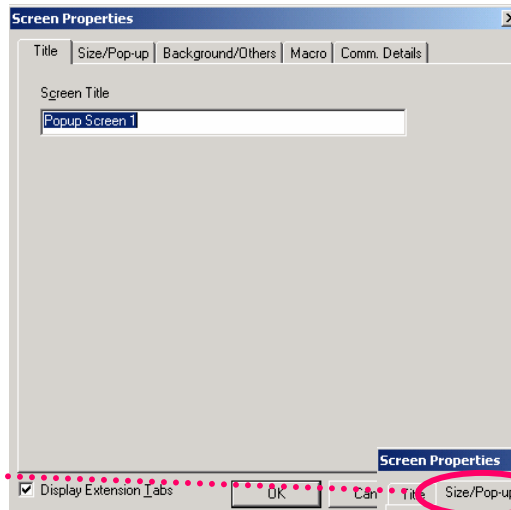 Screen Properties
Title Size/Pop-up Background/Others Macro Comm. Details
Screen Title
Popup Screen 1
Screen Properties
Display Extension Tabs OK Can Title Size/Pop-up